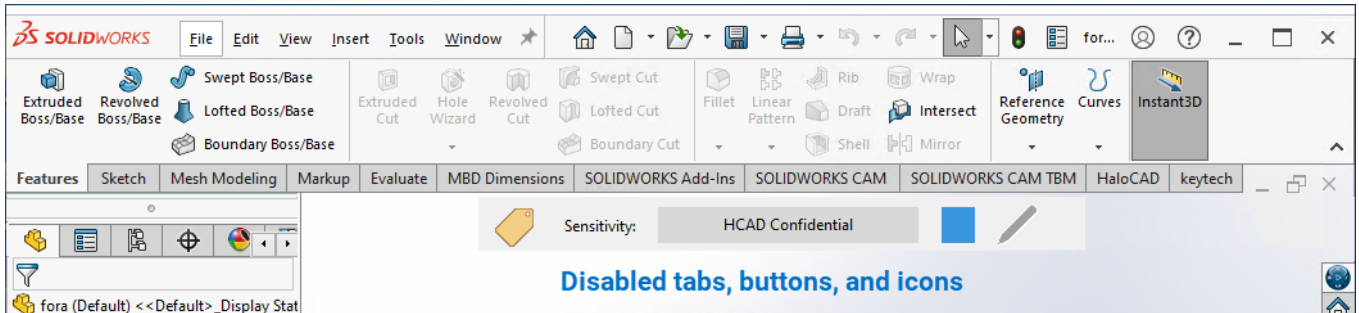 SOLIDWORKS File Edit View Insert Tools Window for... ?
Extruded Boss/Base
Revolved Boss/Base
Swept Boss/Base
Lofted Boss/Base
Boundary Boss/Base
Extruded Cut
Hole Wizard
Revolved Cut
Swept Cut
Lofted Cut
Boundary Cut
Fillet
Linear Pattern
Rib
Draft
Shell
Wrap
Intersect
Mirror
Reference Geometry
Curves
Instant3D
Features Sketch Mesh Modeling Markup Evaluate MBD Dimensions SOLIDWORKS Add-Ins SOLIDWORKS CAM SOLIDWORKS CAM TBM HaloCAD keytech
Sensitivity: HCAD Confidential
Disabled tabs, buttons, and icons
fora (Default) <<Default>_Display Stat